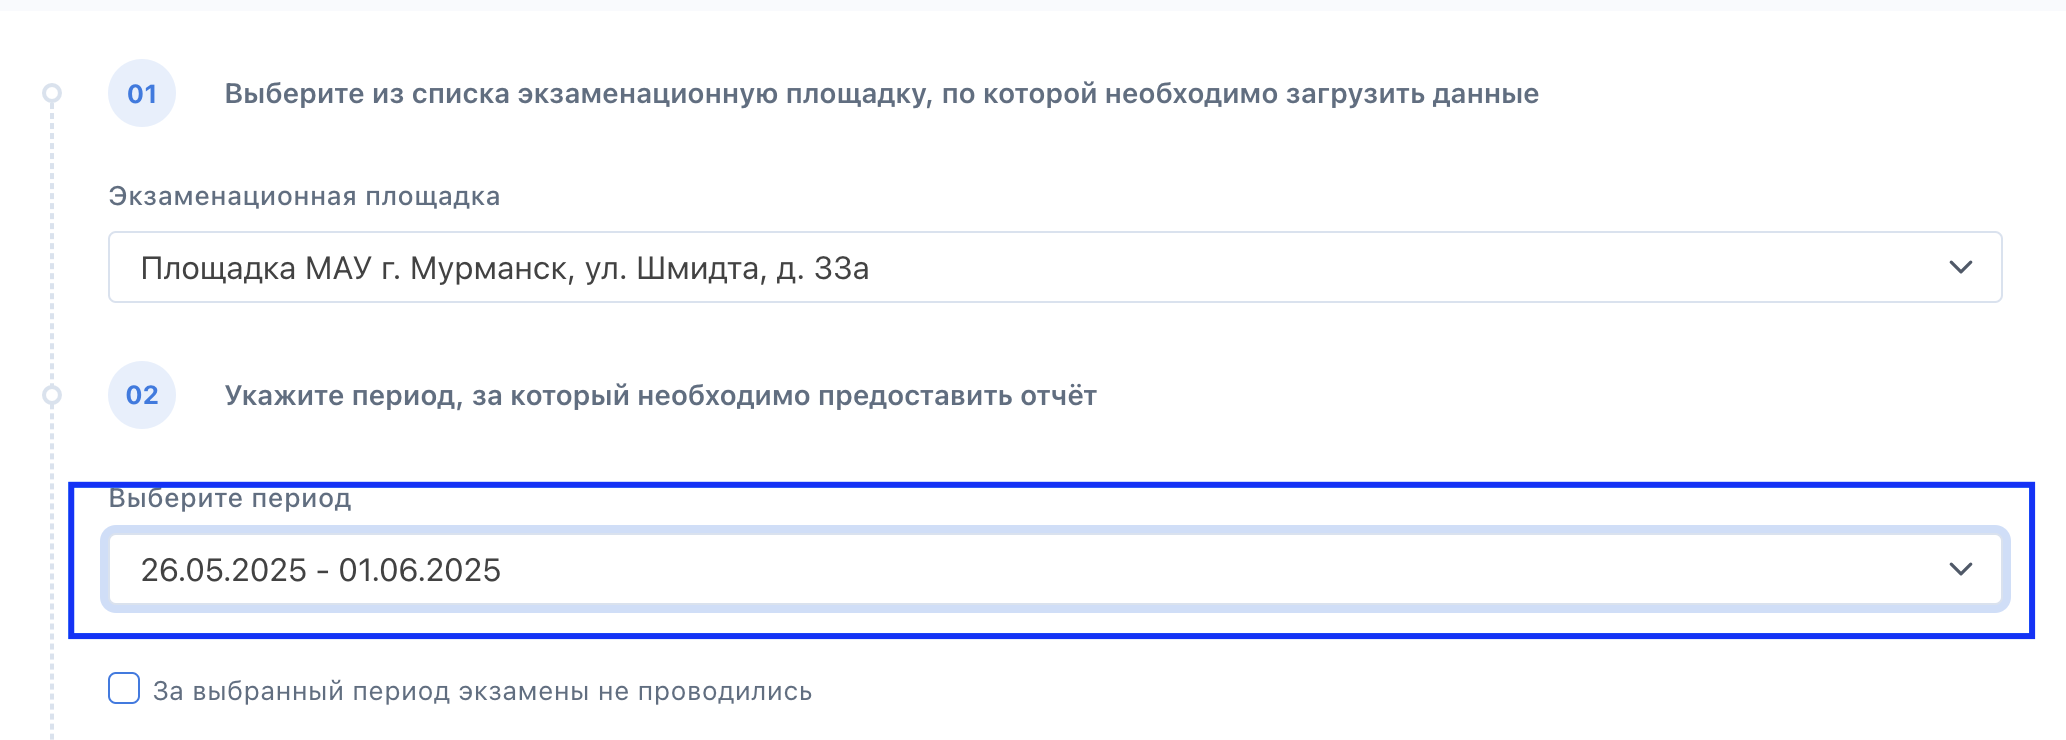 01
Выберите из списка экзаменационную площадку, по которой необходимо загрузить данные
Экзаменационная площадка
Площадка МАУ г. Мурманск, ул. Шмидта, д. 33а
02
Укажите период, за который необходимо предоставить отчёт
Выберите период
26.05.2025 - 01.06.2025
За выбранный период экзамены не проводились